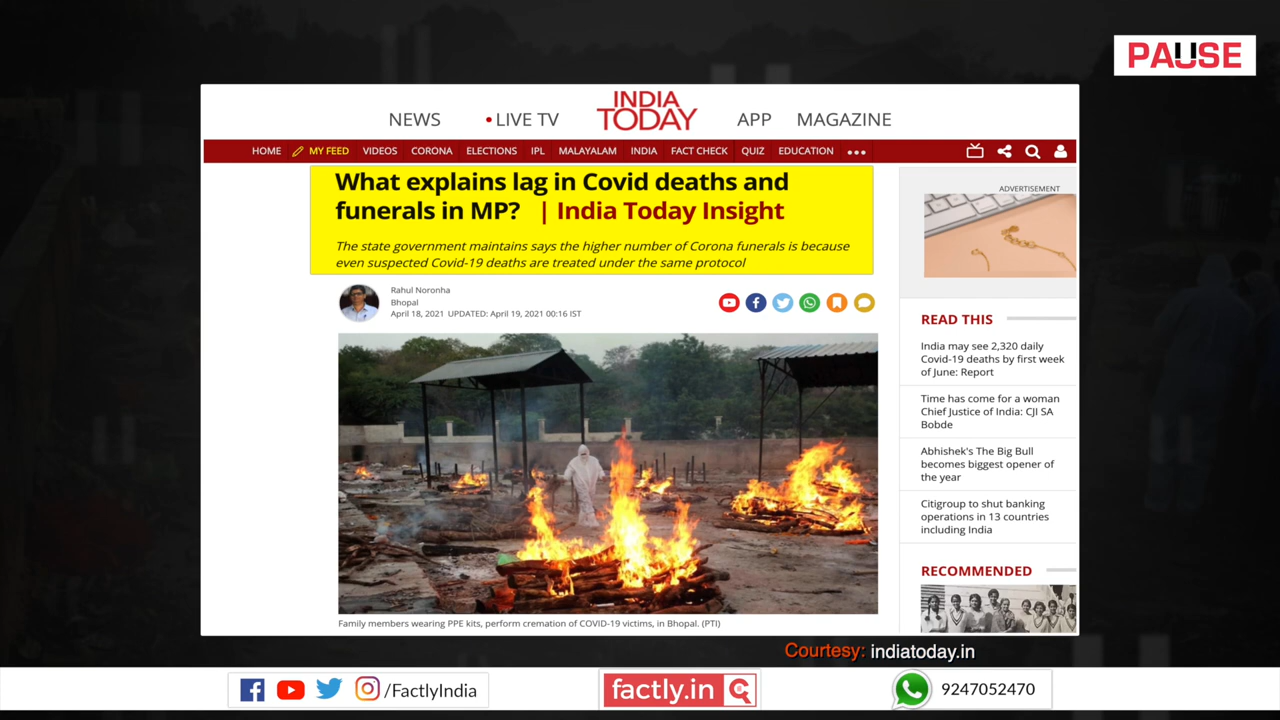 PAUSE
INDIA
TODAY
NEWS LIVE TV APP MAGAZINE
HOME MY FEED VIDEOS CORONA ELECTIONS IPL MALAYALAM INDIA FACT CHECK QUIZ EDUCATION
What explains lag in Covid deaths and
funerals in MP? | India Today Insight
The state government maintains says the higher number of Corona funerals is because
even suspected Covid-19 deaths are treated under the same protocol
Rahul Noronha
Bhopal
April 18, 2021 UPDATED: April 19, 2021 00:16 IST
Family members wearing PPE kits, perform cremation of COVID-19 victims, in Bhopal. (PTI)
ADVERTISEMENT
READ THIS
India may see 2,320 daily
Covid-19 deaths by first week
of June: Report
Time has come for a woman
Chief Justice of India: CJI SA
Bobde
Abhishek's The Big Bull
becomes biggest opener of
the year
Citigroup to shut banking
operations in 13 countries
including India
RECOMMENDED
Courtesy: indiatoday.in
/FactlyIndia
factly.in
9247052470